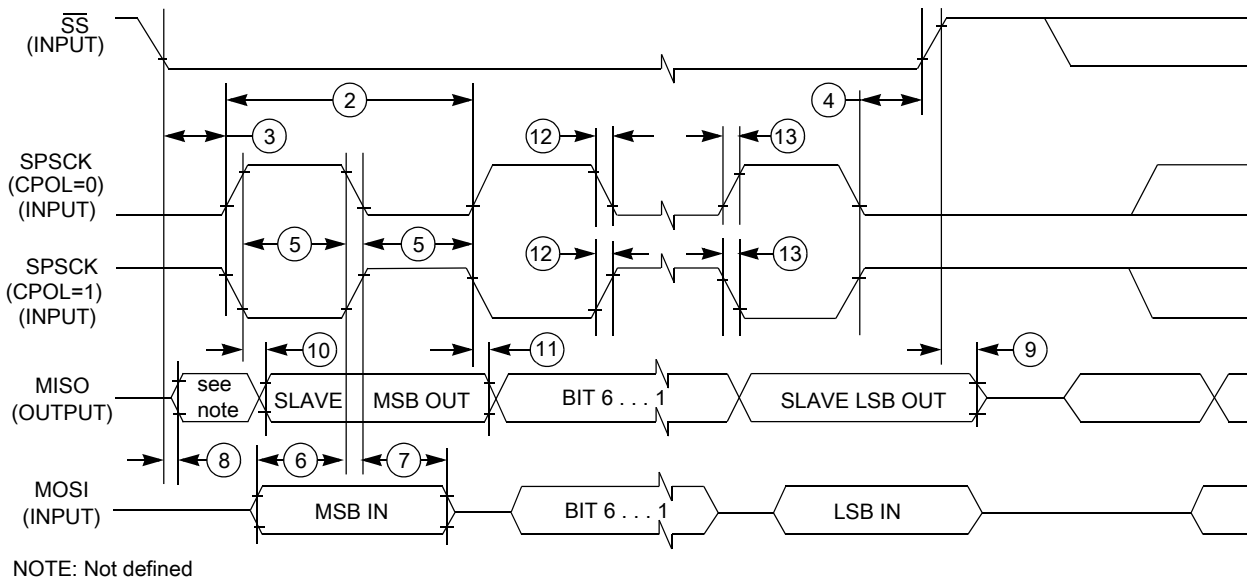 SS
(INPUT)
2
4
3
12
13
SPSCK
(CPOL=0)
(INPUT)
5
5
12
13
SPSCK
(CPOL=1)
(INPUT)
10
11
9
MISO
(OUTPUT)
see
note
SLAVE
MSB OUT
BIT 6 . . . 1
SLAVE LSB OUT
8
6
7
MOSI
(INPUT)
MSB IN
BIT 6 . . . 1
LSB IN
NOTE: Not defined